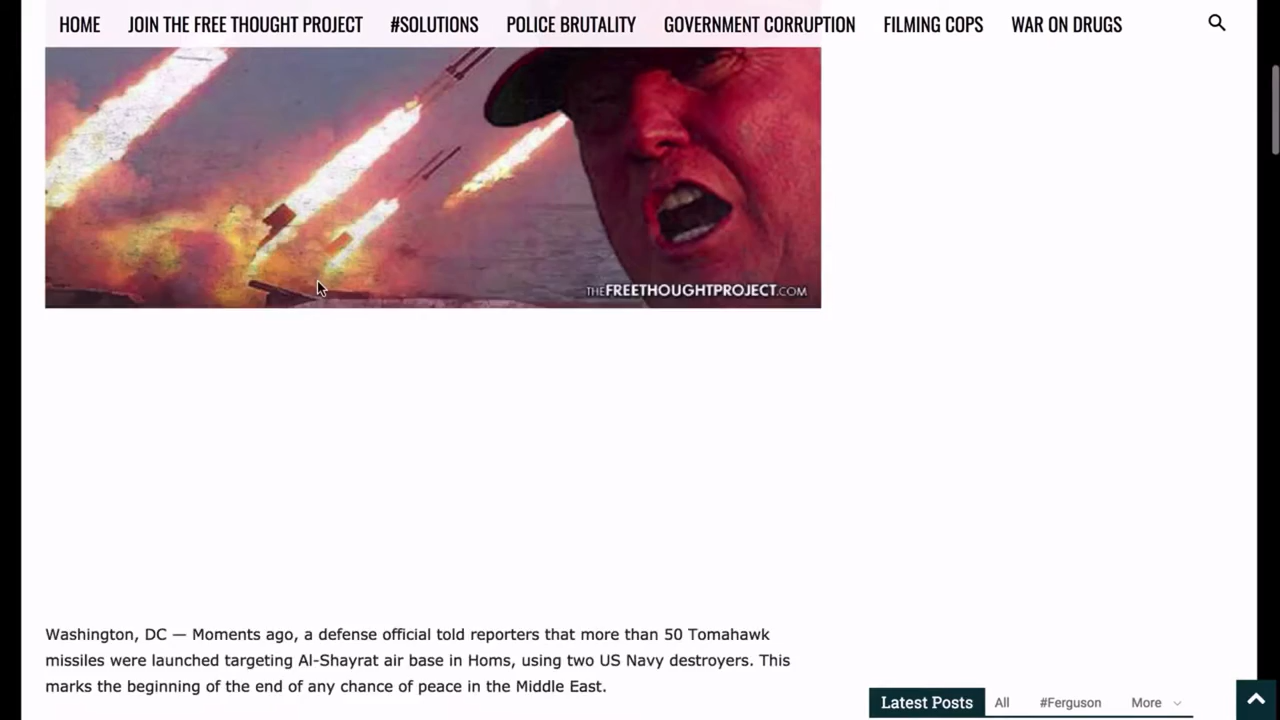 HOME JOIN THE FREE THOUGHT PROJECT #SOLUTIONS POLICE BRUTALITY GOVERNMENT CORRUPTION FILMING COPS WAR ON DRUGS
THEFREETHOUGHTPROJECT.COM
Washington, DC — Moments ago, a defense official told reporters that more than 50 Tomahawk
missiles were launched targeting Al-Shayrat air base in Homs, using two US Navy destroyers. This
marks the beginning of the end of any chance of peace in the Middle East.
Latest Posts All #Ferguson More